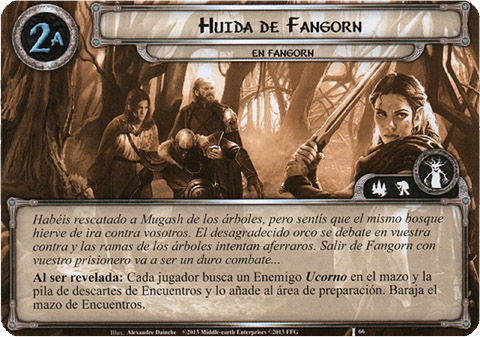 2A
HUIDA DE FANGORN
EN FANGORN
Habéis rescatado a Mugash de los árboles, pero sentís que el mismo bosque
hierve de ira contra vosotros. El desagradecido orco se debate en vuestra
contra y las ramas de los árboles intentan aferraros. Salir de Fangorn con
vuestro prisionero va a ser un duro combate...
Al ser revelada: Cada jugador busca un Enemigo Ucorno en el mazo y la
pila de descartes de Encuentros y lo añade al área de preparación. Baraja el
mazo de Encuentros.
Illus. Alexandre Dainche ©2013 Middle-earth Enterprises ©2013 FFG 66